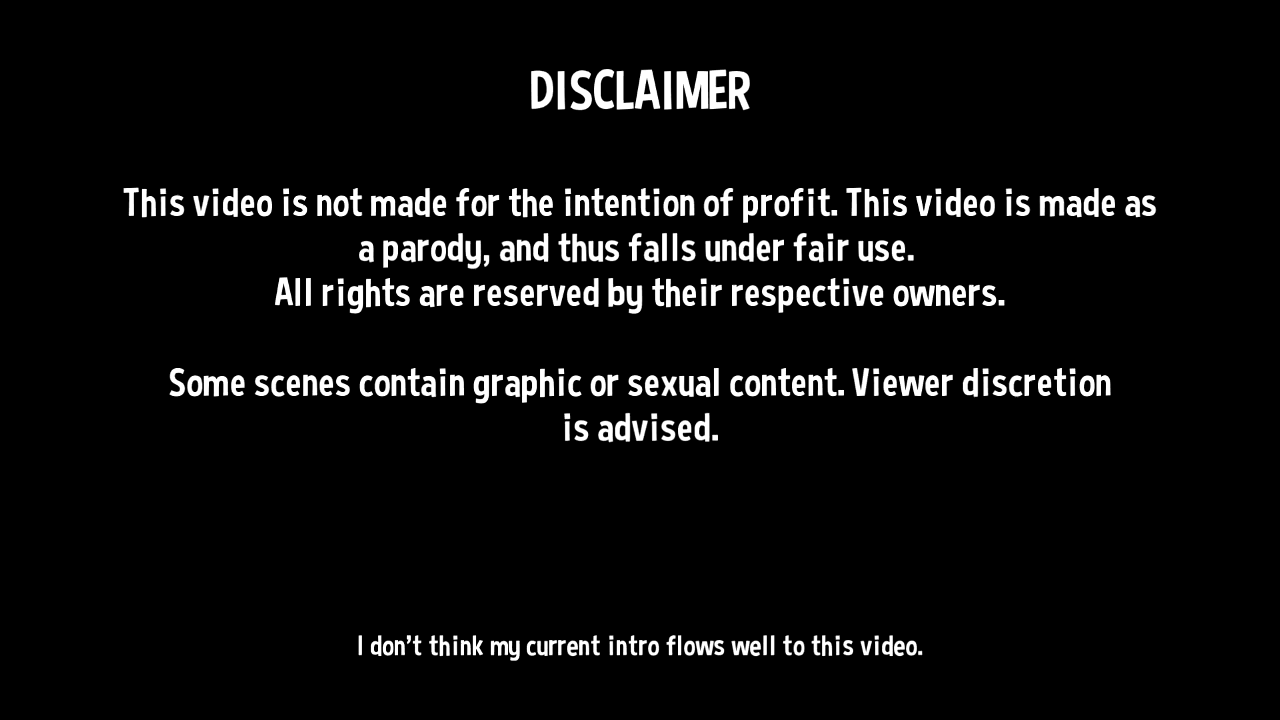 DISCLAIMER
This video is not made for the intention of profit. This video is made as
a parody, and thus falls under fair use.
All rights are reserved by their respective owners.
Some scenes contain graphic or sexual content. Viewer discretion
is advised.
I don't think my current intro flows well to this video.